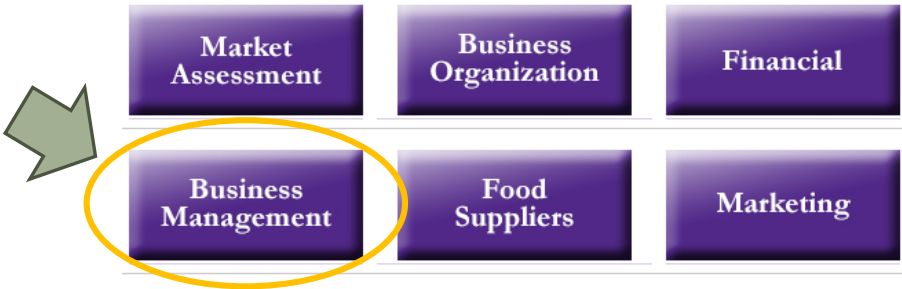 Market
Assessment
Business
Organization
Financial
Business
Management
Food
Suppliers
Marketing